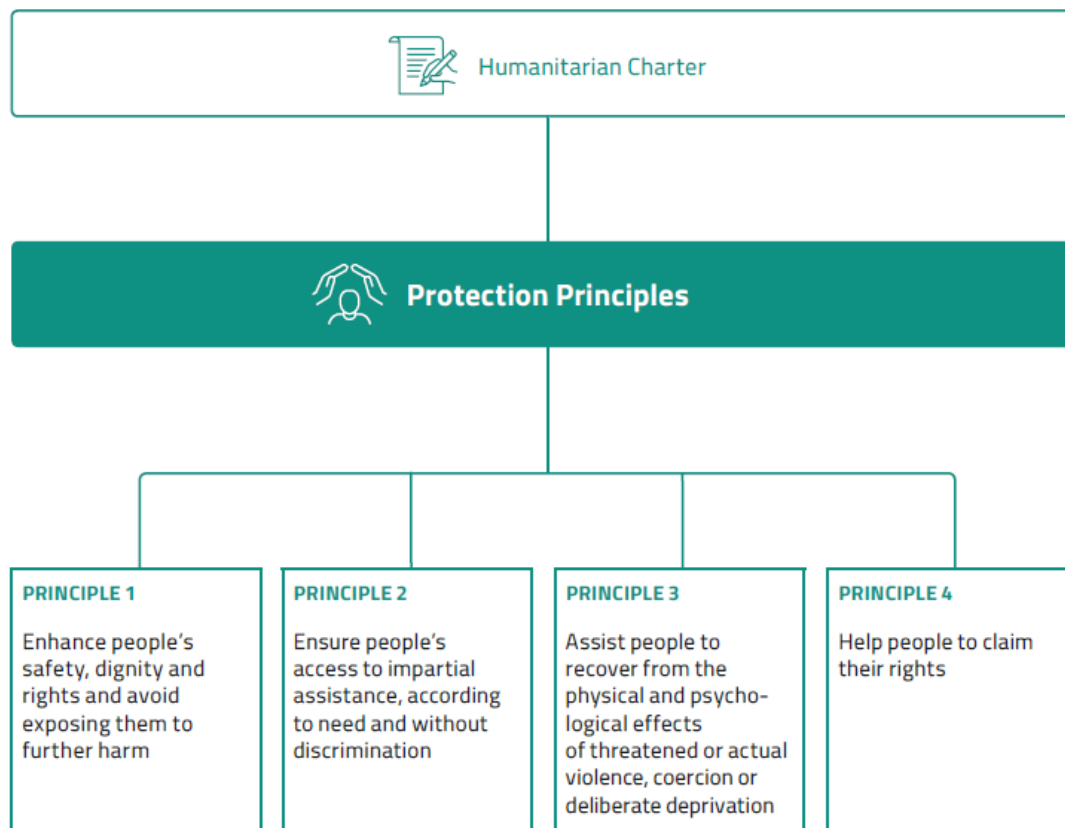 Humanitarian Charter
Protection Principles
PRINCIPLE 1
Enhance people’s
safety, dignity and
rights and avoid
exposing them to
further harm
PRINCIPLE 2
Ensure people’s
access to impartial
assistance, according
to need and without
discrimination
PRINCIPLE 3
Assist people to
recover from the
physical and psycho-
logical effects
of threatened or actual
violence, coercion or
deliberate deprivation
PRINCIPLE 4
Help people to claim
their rights